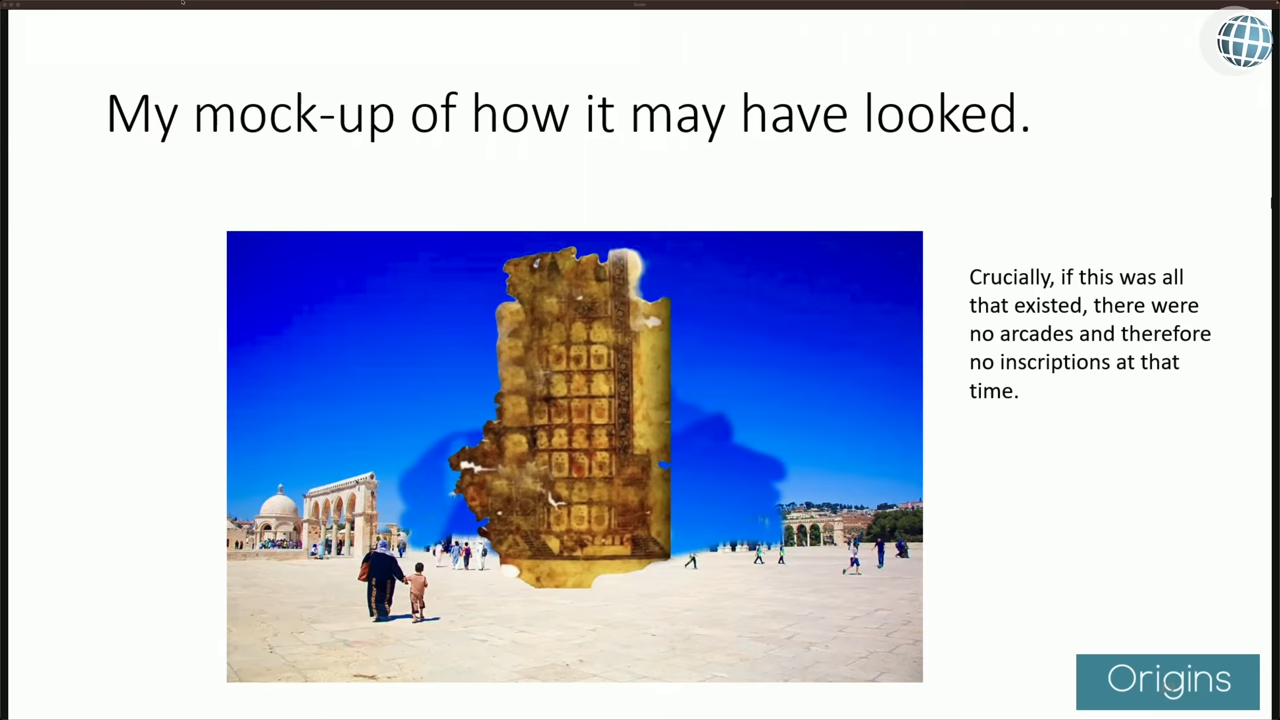 My mock-up of how it may have looked.
Crucially, if this was all
that existed, there were
no arcades and therefore
no inscriptions at that
time.
Origins